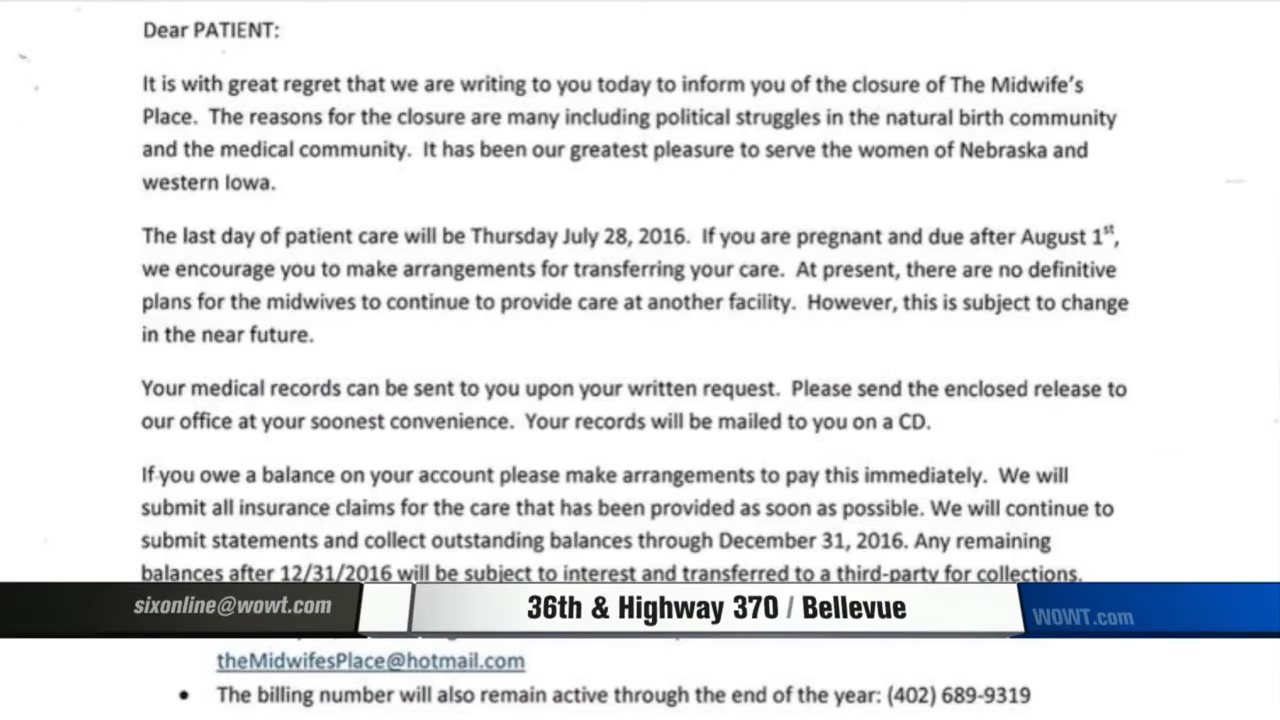 Dear PATIENT:
It is with great regret that we are writing to you today to inform you of the closure of The Midwife's
Place.  The reasons for the closure are many including political struggles in the natural birth community
and the medical community.  It has been our greatest pleasure to serve the women of Nebraska and
western Iowa.
The last day of patient care will be Thursday July 28, 2016.  If you are pregnant and due after August 1st,
we encourage you to make arrangements for transferring your care.  At present, there are no definitive
plans for the midwives to continue to provide care at another facility.  However, this is subject to change
in the near future.
Your medical records can be sent to you upon your written request.  Please send the enclosed release to
our office at your soonest convenience.  Your records will be mailed to you on a CD.
If you owe a balance on your account please make arrangements to pay this immediately.  We will
submit all insurance claims for the care that has been provided as soon as possible. We will continue to
submit statements and collect outstanding balances through December 31, 2016. Any remaining
balances after 12/31/2016 will be subject to interest and transferred to a third-party for collections.
sixonline@wowt.com
36th & Highway 370 / Bellevue
WOWT.com
theMidwifesPlace@hotmail.com
• The billing number will also remain active through the end of the year: (402) 689-9319